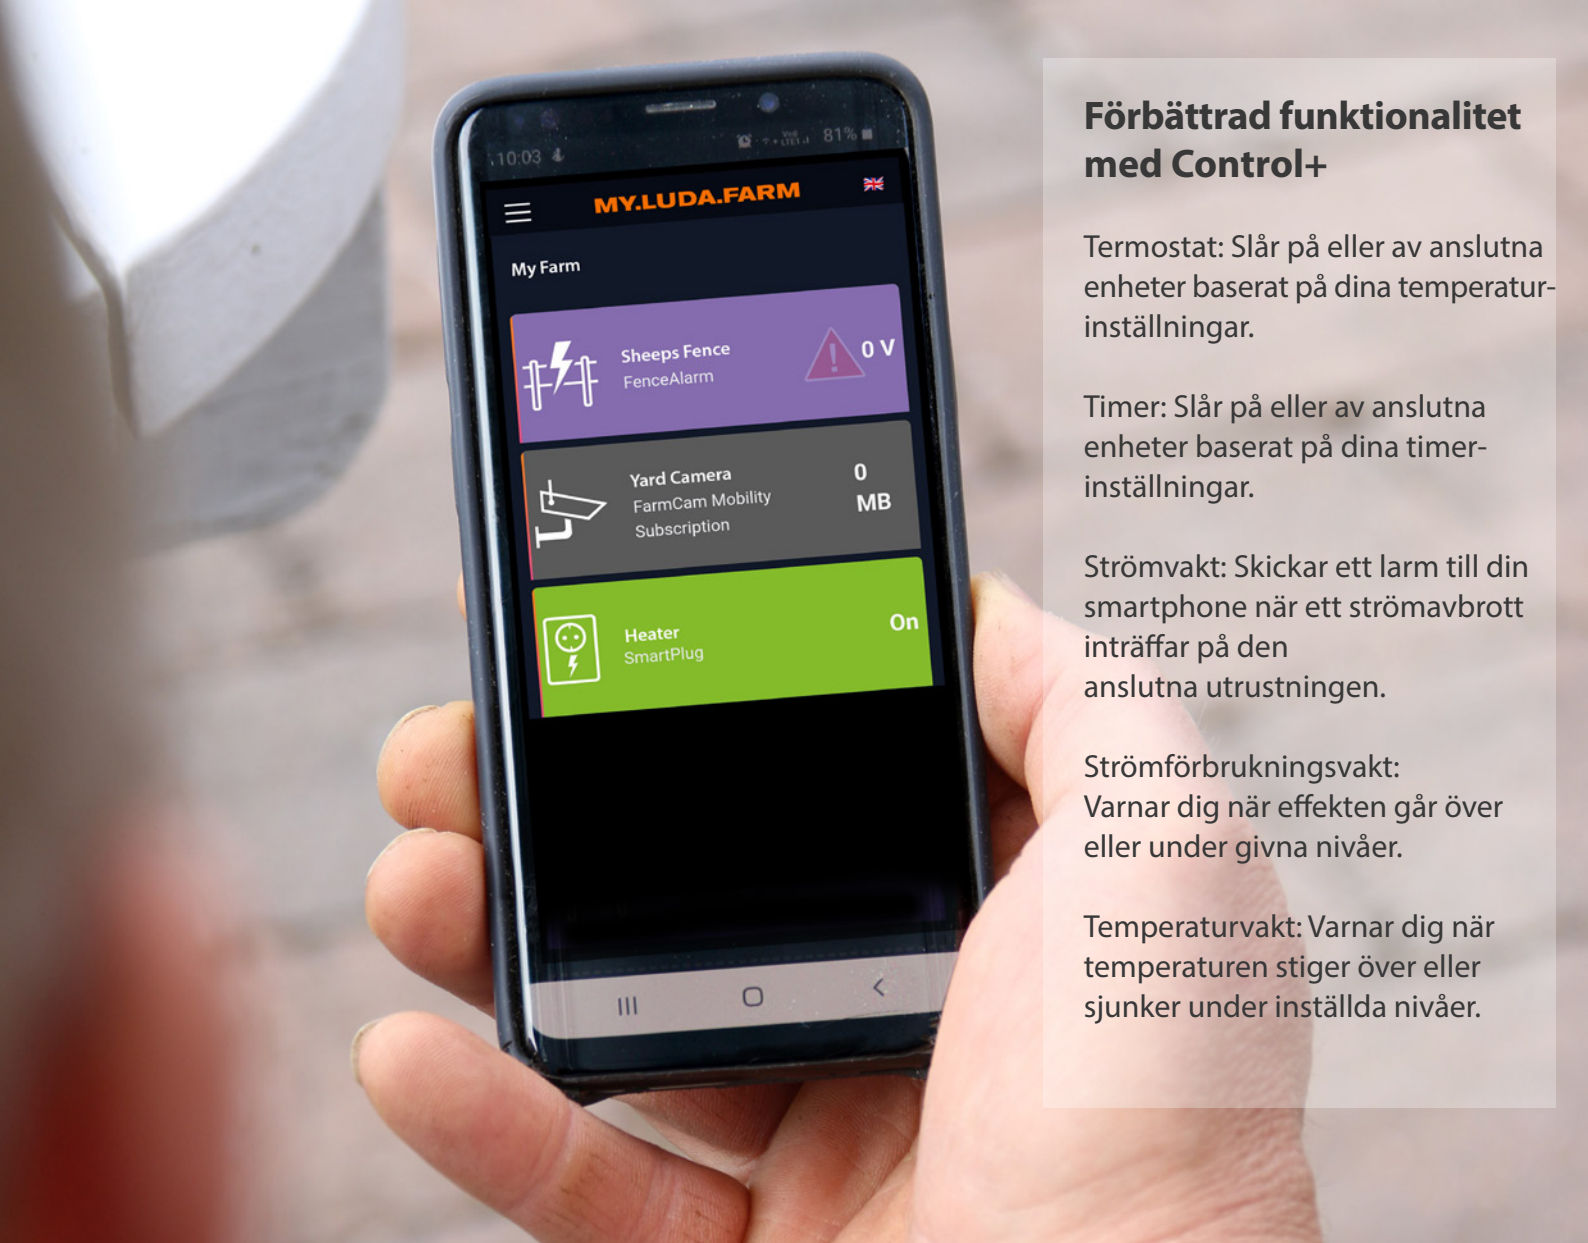 10:03
81%
MY.LUDA.FARM
My Farm
Sheeps Fence
FenceAlarm
0 V
Yard Camera
FarmCam Mobility
Subscription
0
MB
Heater
SmartPlug
On
Förbättrad funktionalitet
med Control+
Termostat: Slår på eller av anslutna
enheter baserat på dina temperatur-
inställningar.
Timer: Slår på eller av anslutna
enheter baserat på dina timer-
inställningar.
Strömvakt: Skickar ett larm till din
smartphone när ett strömavbrott
inträffar på den
anslutna utrustningen.
Strömförbrukningsvakt:
Varnar dig när effekten går över
eller under givna nivåer.
Temperaturvakt: Varnar dig när
temperaturen stiger över eller
sjunker under inställda nivåer.